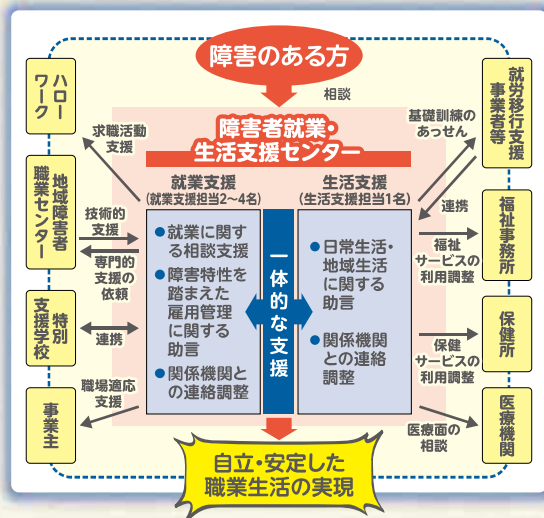 障害のある方
相談
障害者就業・
生活支援センター
就業支援
(就業支援担当2～4名)
生活支援
(生活支援担当1名)
●就業に関す
る相談支援
●障害特性を
踏まえた
雇用管理
に関する
助言
●関係機関と
の連絡調整
一体的な支援
●日常生活・
地域生活
に関する
助言
●関係機関
との連絡
調整
ハロー
ワーク
求職活動
支援
地域障害者
職業センター
技術的
支援
専門的
支援の
依頼
特別
支援学校
連携
事業主
職場適応
支援
就労移行支援
事業者等
基礎訓練の
あっせん
連携
福祉事務所
福祉
サービスの
利用調整
保健所
保健
サービスの
利用調整
医療機関
医療面の
相談
自立・安定した
職業生活の実現